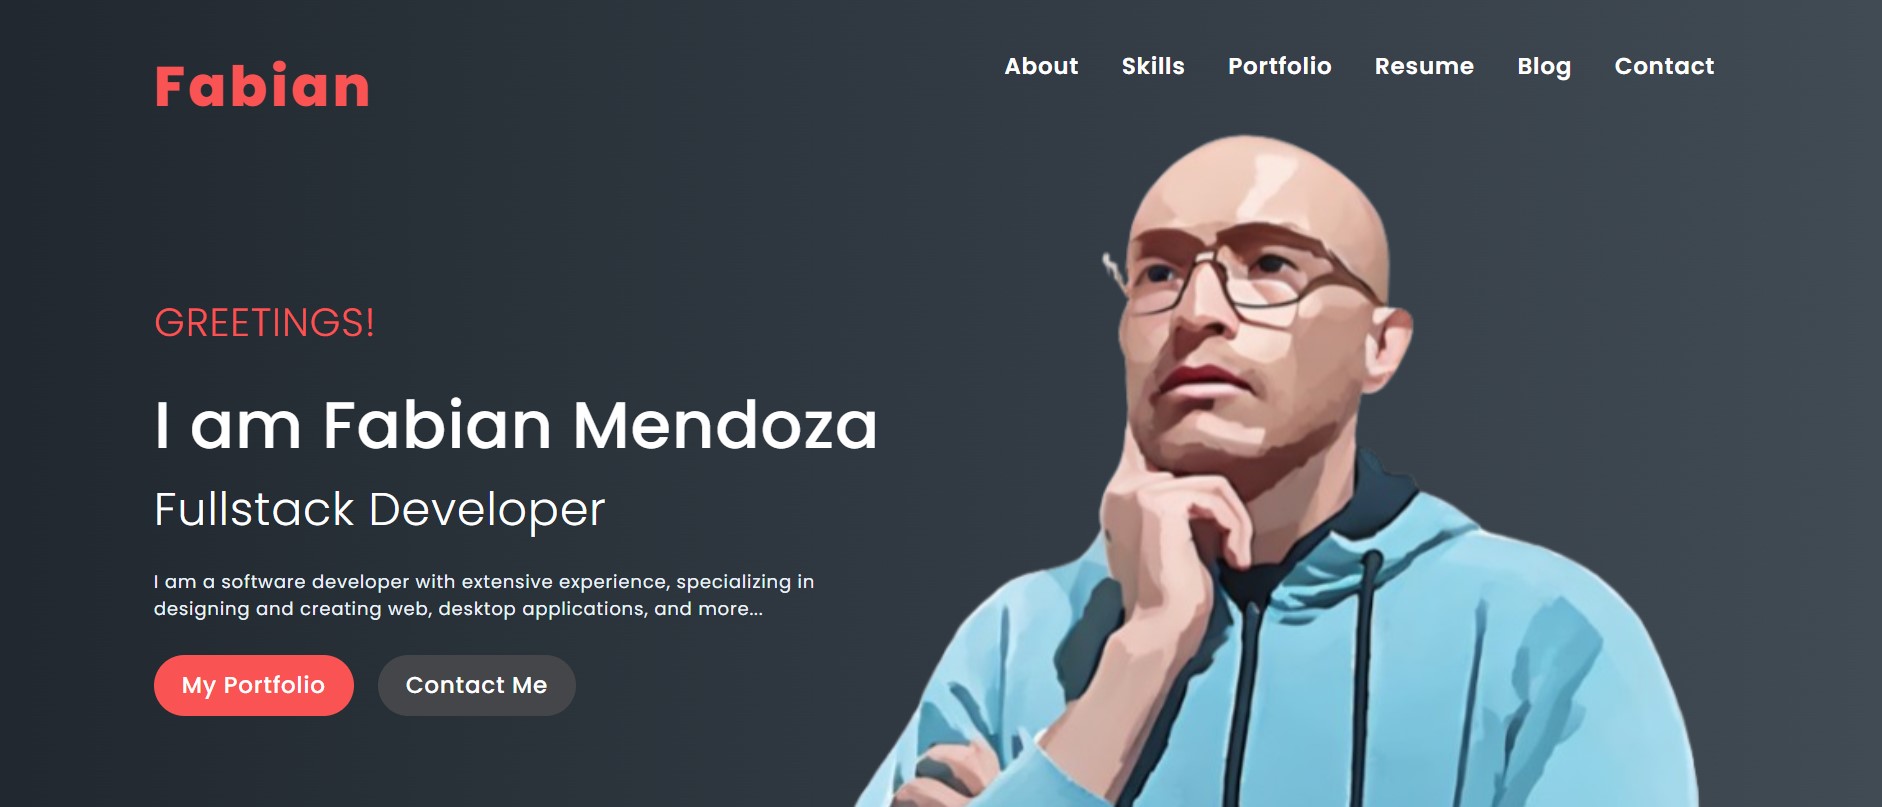 Fabian
About Skills Portfolio Resume Blog Contact
GREETINGS!
I am Fabian Mendoza
Fullstack Developer
I am a software developer with extensive experience, specializing in
designing and creating web, desktop applications, and more...
My Portfolio Contact Me